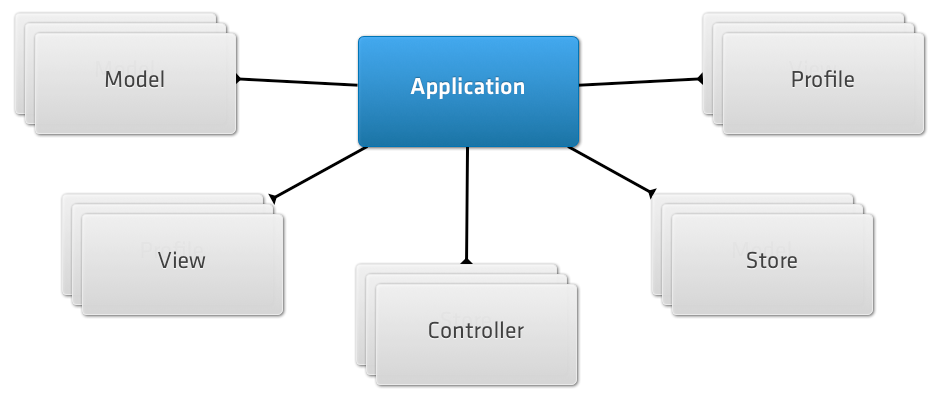 Model
Application
Profile
View
Controller
Store